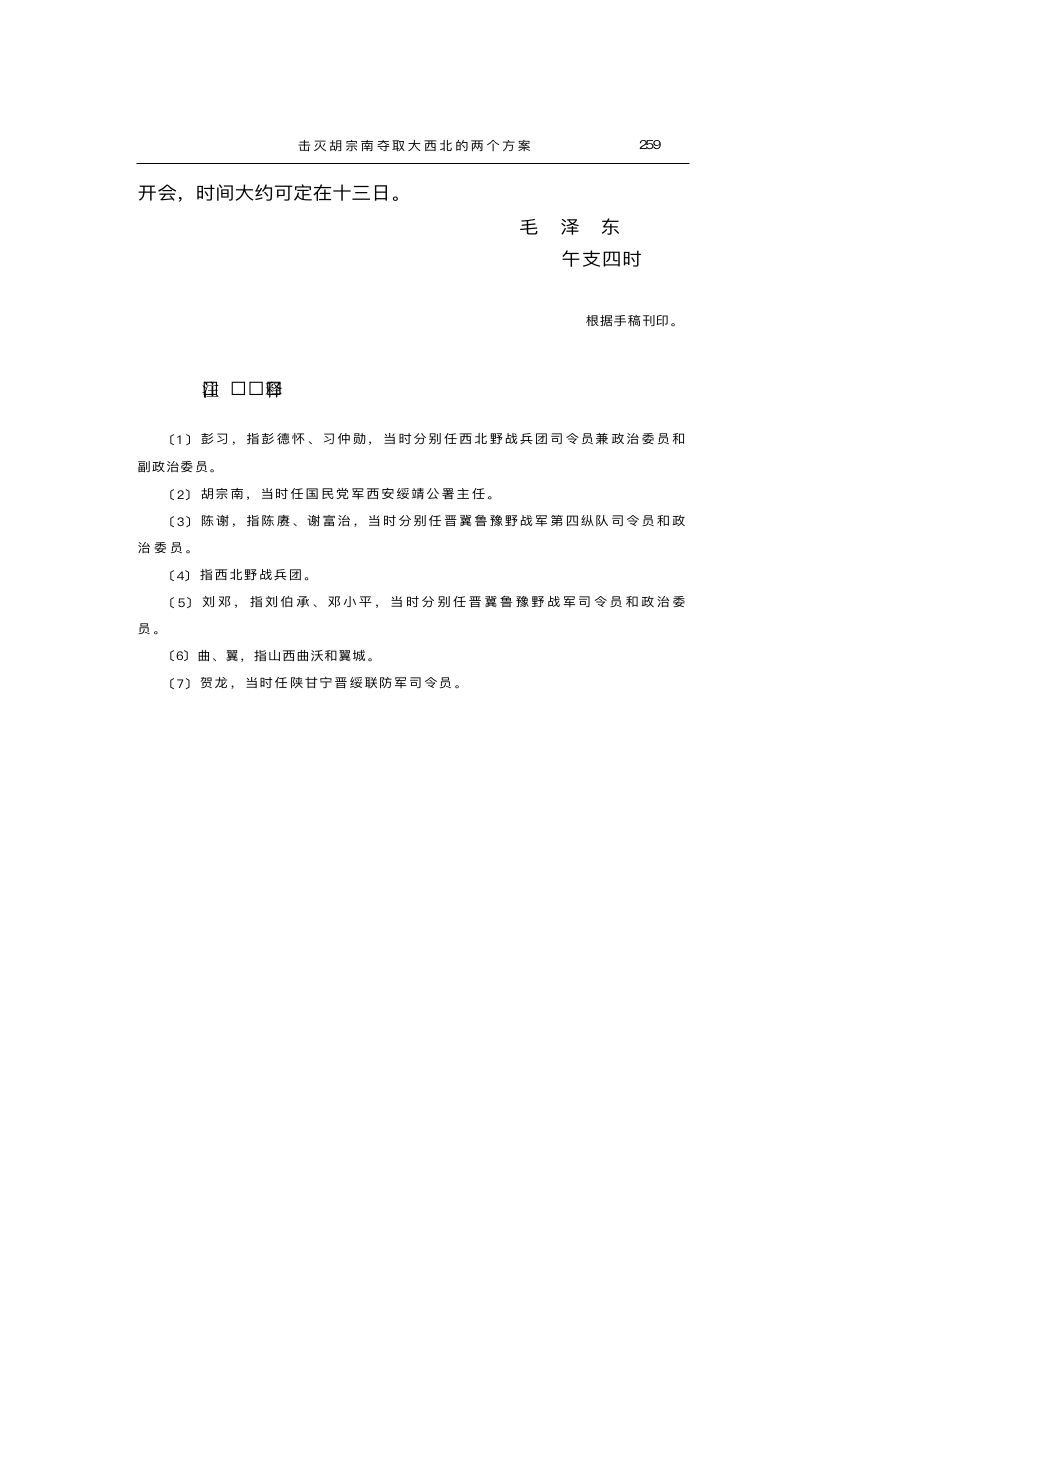 击灭胡宗南夺取大西北的两个方案 259
开会，时间大约可定在十三日。
毛 泽 东
午支四时
根据手稿刊印。
注 □□释
〔1〕彭习，指彭德怀、习仲勋，当时分别任西北野战兵团司令员兼政治委员和
副政治委员。
〔2〕胡宗南，当时任国民党军西安绥靖公署主任。
〔3〕陈谢，指陈赓、谢富治，当时分别任晋冀鲁豫野战军第四纵队司令员和政
治委员。
〔4〕指西北野战兵团。
〔5〕刘邓，指刘伯承、邓小平，当时分别任晋冀鲁豫野战军司令员和政治委
员。
〔6〕曲、翼，指山西曲沃和翼城。
〔7〕贺龙，当时任陕甘宁晋绥联防军司令员。